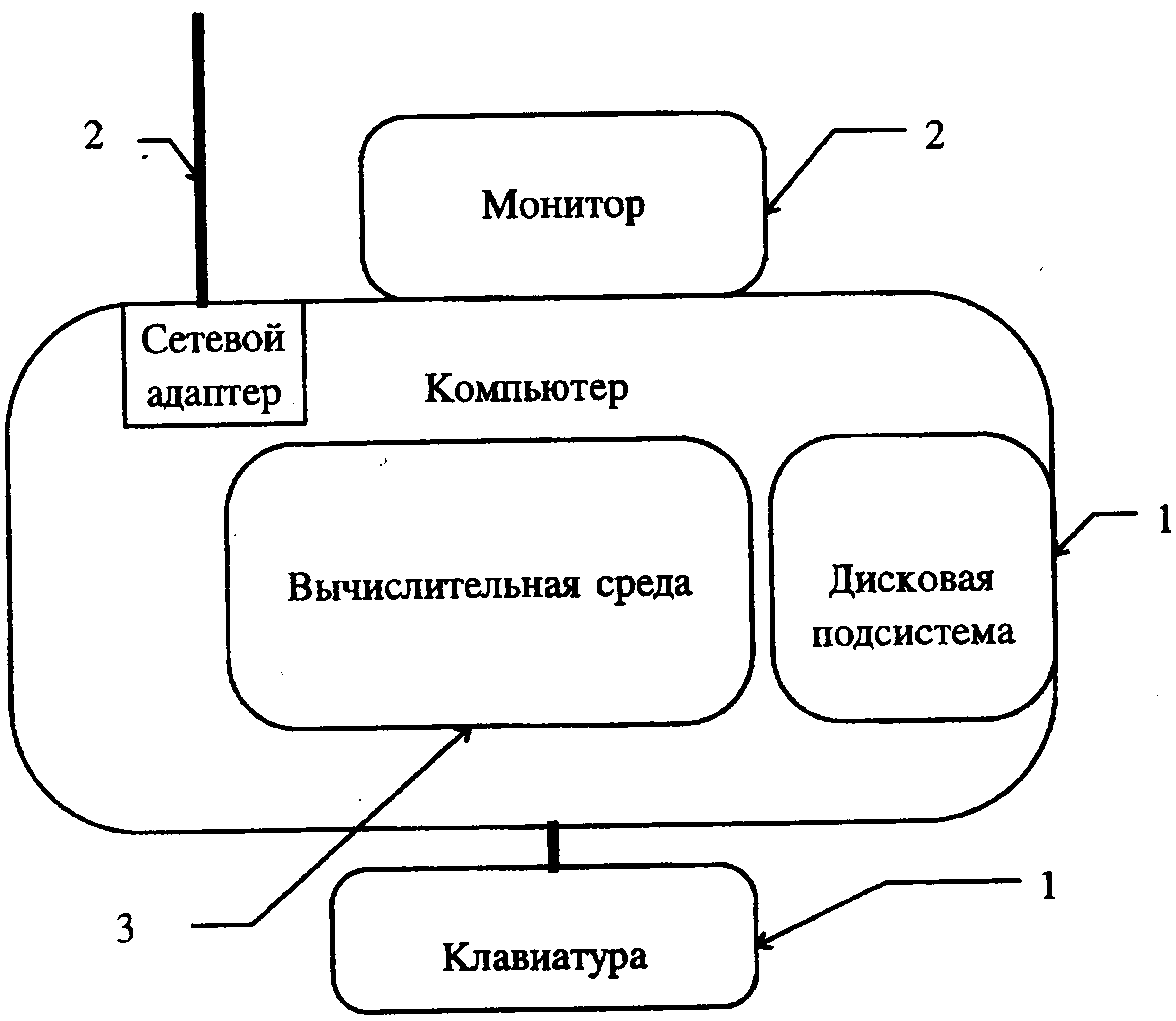 2
2
Монитор
Сетевой
адаптер
Компьютер
1
Вычислительная среда
Дисковая
подсистема
3
1
Клавиатура